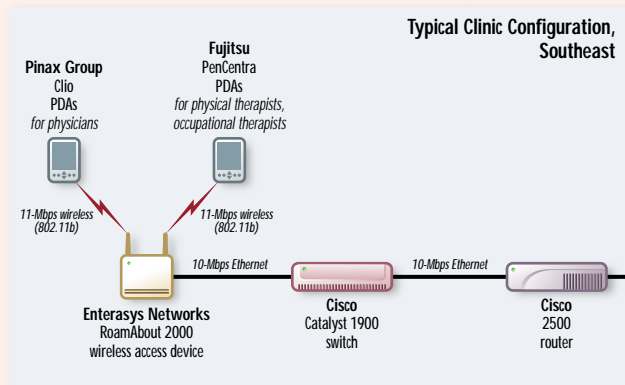 Typical Clinic Configuration,
Southeast
Pinax Group
Clio
PDAs
for physicians
Fujitsu
PenCentra
PDAs
for physical therapists,
occupational therapists
11-Mbps wireless
(802.11b)
11-Mbps wireless
(802.11b)
10-Mbps Ethernet
10-Mbps Ethernet
Enterasys Networks
RoamAbout 2000
wireless access device
Cisco
Catalyst 1900
switch
Cisco
2500
router